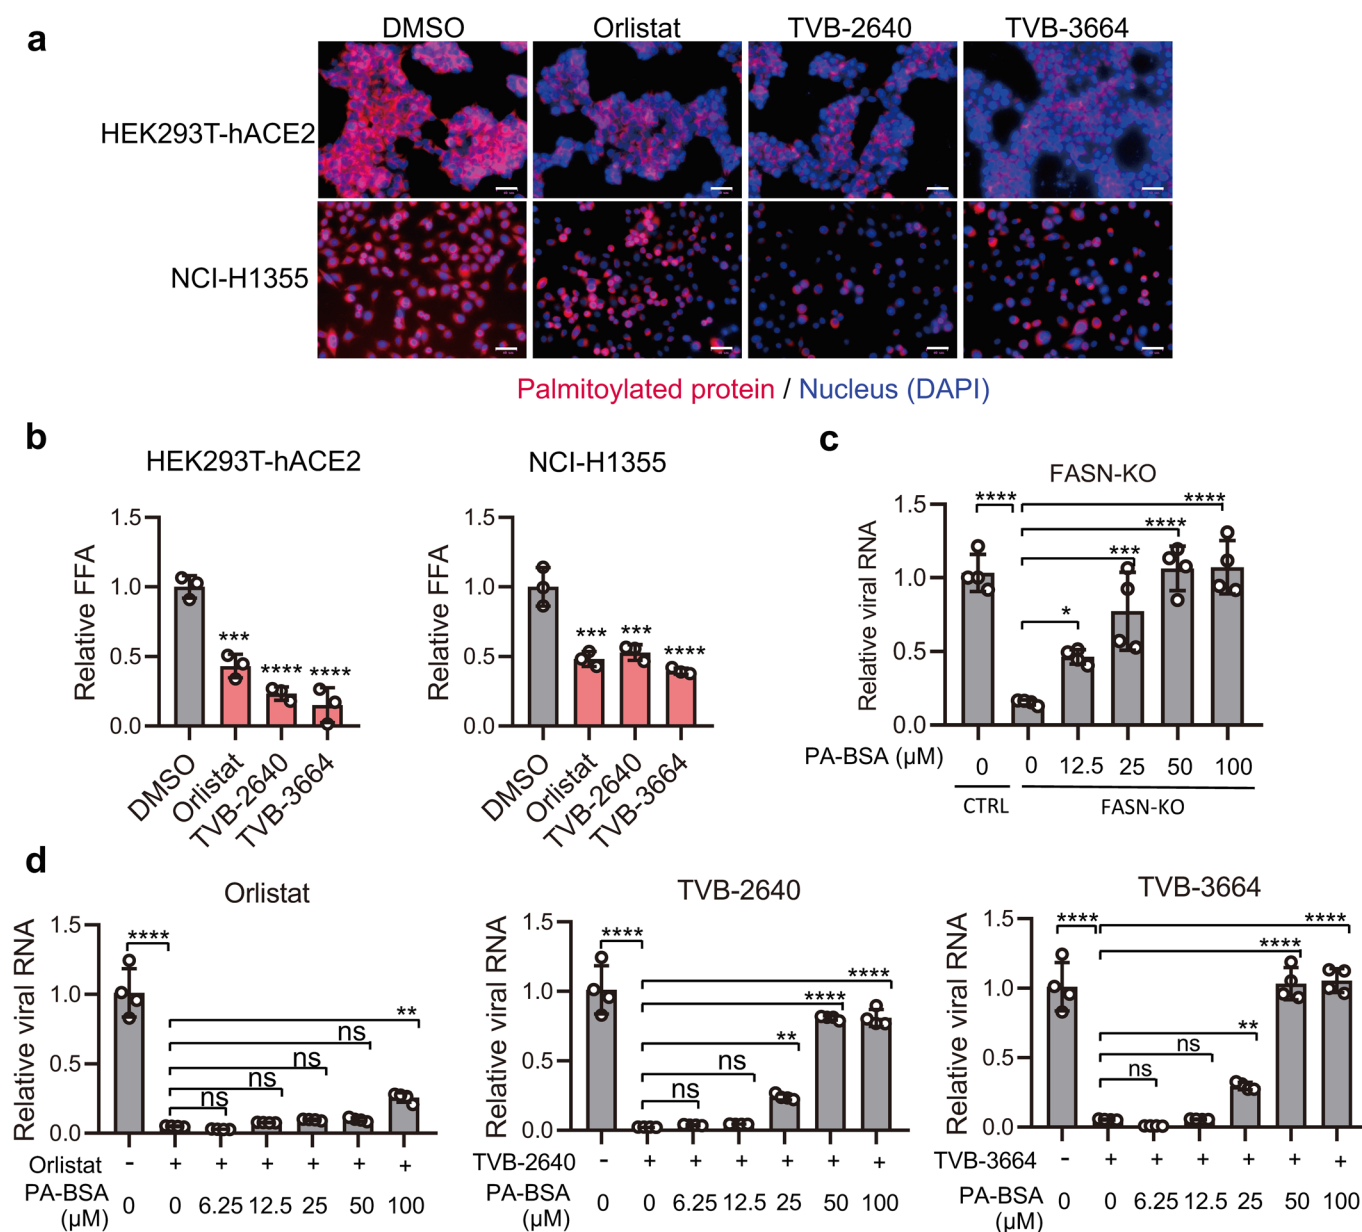 a
DMSO Orlistat TVB-2640 TVB-3664
HEK293T-hACE2
NCI-H1355
Palmitoylated protein / Nucleus (DAPI)
b
HEK293T-hACE2
Relative FFA
1.5
1.0
0.5
0.0
*** **** ****
DMSO Orlistat TVB-2640 TVB-3664
NCI-H1355
Relative FFA
1.5
1.0
0.5
0.0
*** *** ****
DMSO Orlistat TVB-2640 TVB-3664
c
FASN-KO
Relative viral RNA
1.5
1.0
0.5
0.0
**** ****
****
***
*
PA-BSA (µM) 0 0 12.5 25 50 100
CTRL FASN-KO
d
Orlistat
Relative viral RNA
1.5
1.0
0.5
0.0
****
**
ns
ns
ns
ns
Orlistat - + + + + + +
PA-BSA (µM) 0 0 6.25 12.5 25 50 100
TVB-2640
Relative viral RNA
1.5
1.0
0.5
0.0
****
****
****
**
ns
ns
TVB-2640 - + + + + + +
PA-BSA (µM) 0 0 6.25 12.5 25 50 100
TVB-3664
Relative viral RNA
1.5
1.0
0.5
0.0
**** ****
****
**
ns
ns
TVB-3664 - + + + + + +
PA-BSA (µM) 0 0 6.25 12.5 25 50 100